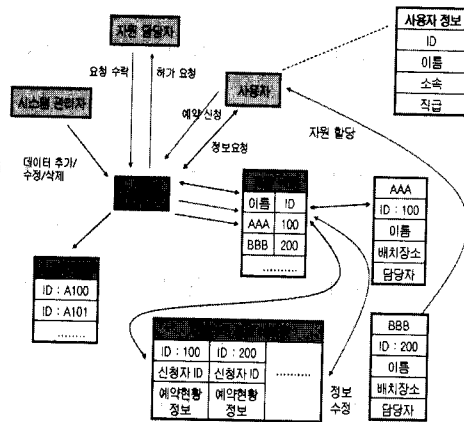 자원 담당자
사용자 정보
ID
이름
소속
직급
요청 수락
허가 요청
시스템 관리자
사용자
예약 신청
정보요청
자원 할당
데이터 추가/
수정/삭제
이름 ID
AAA 100
BBB 200
..........
AAA
ID : 100
이름
배치장소
담당자
ID : A100
ID : A101
........
BBB
ID : 200
이름
배치장소
담당자
ID : 100 ID : 200
신청자 ID 신청자 ID
예약현황 예약현황
정보 정보
..........
정보
수정